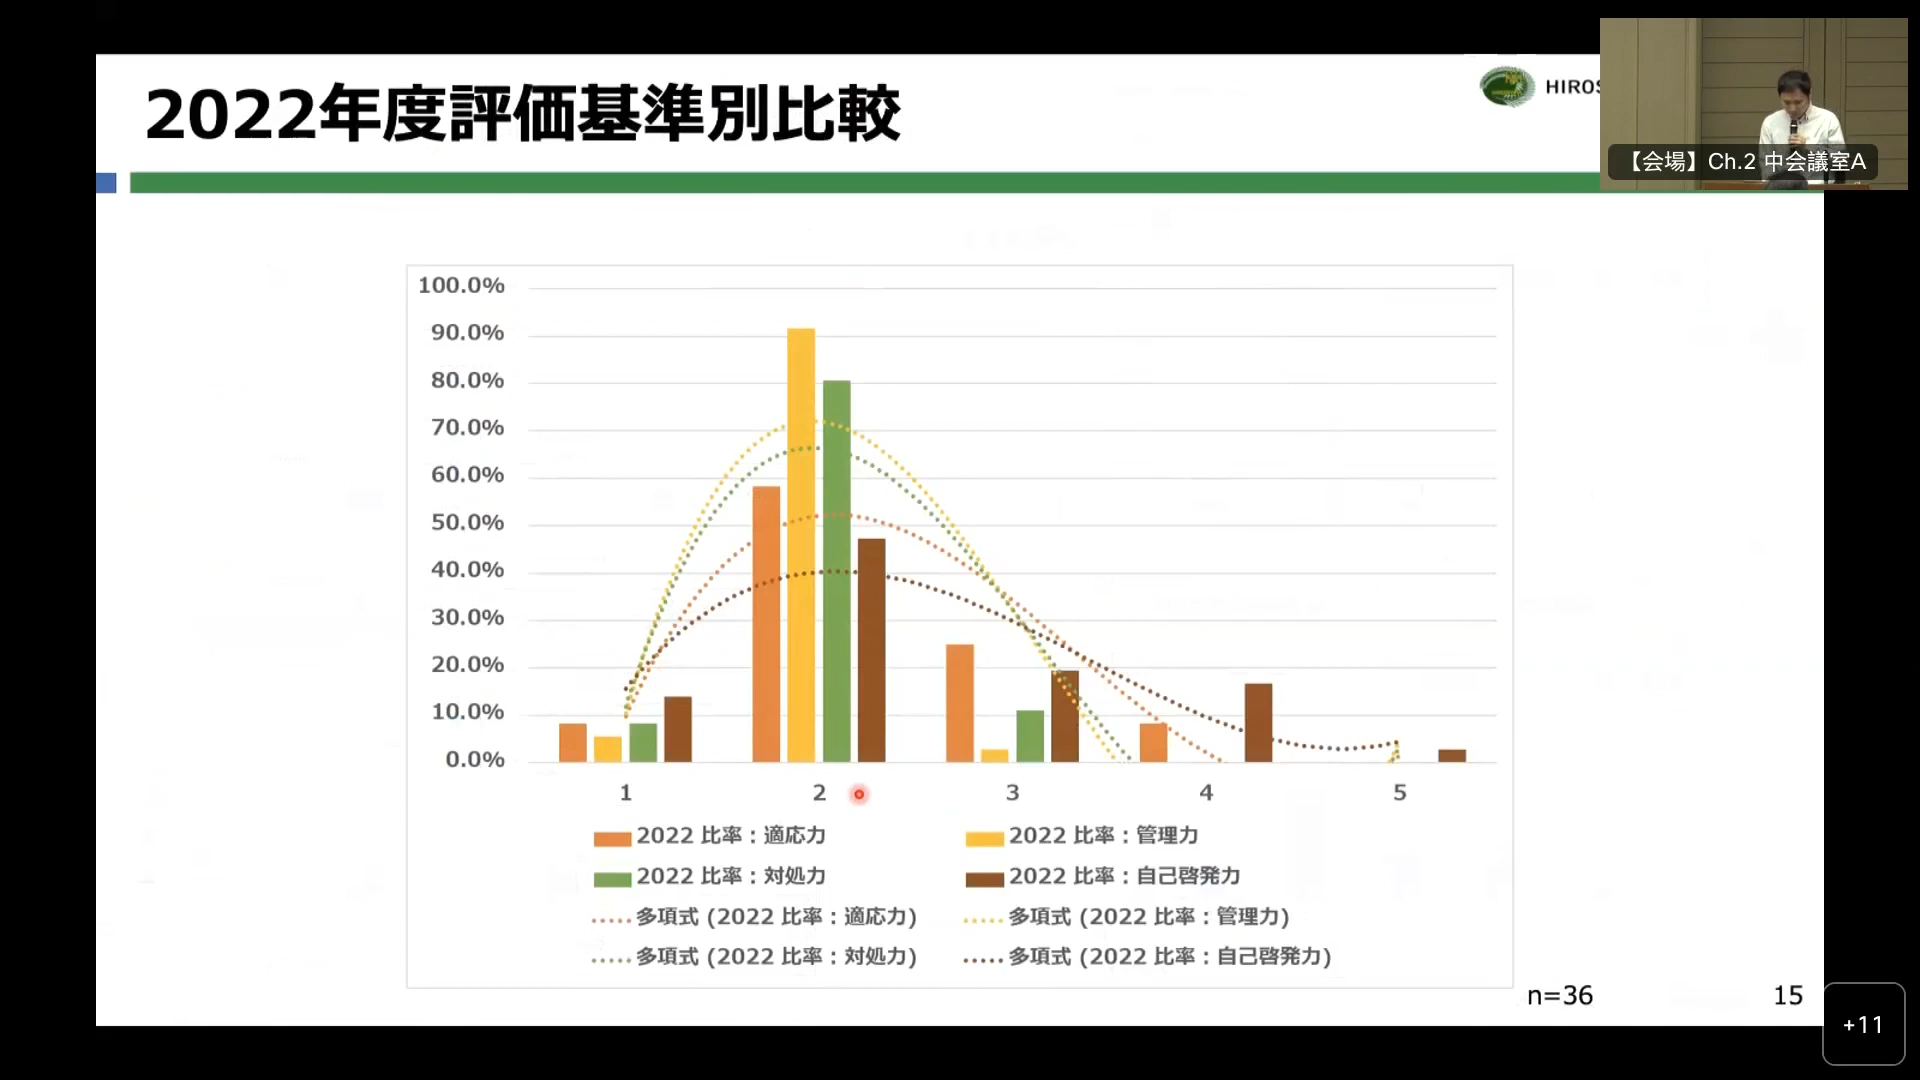 2022年度評価基準別比較
HIROS
【会場】Ch.2 中会議室A
100.0%
90.0%
80.0%
70.0%
60.0%
50.0%
40.0%
30.0%
20.0%
10.0%
0.0%
1 2 3 4 5
2022 比率：適応力 2022 比率：管理力
2022 比率：対処力 2022 比率：自己啓発力
多項式 (2022 比率：適応力) 多項式 (2022 比率：管理力)
多項式 (2022 比率：対処力) 多項式 (2022 比率：自己啓発力)
n=36
15
+11